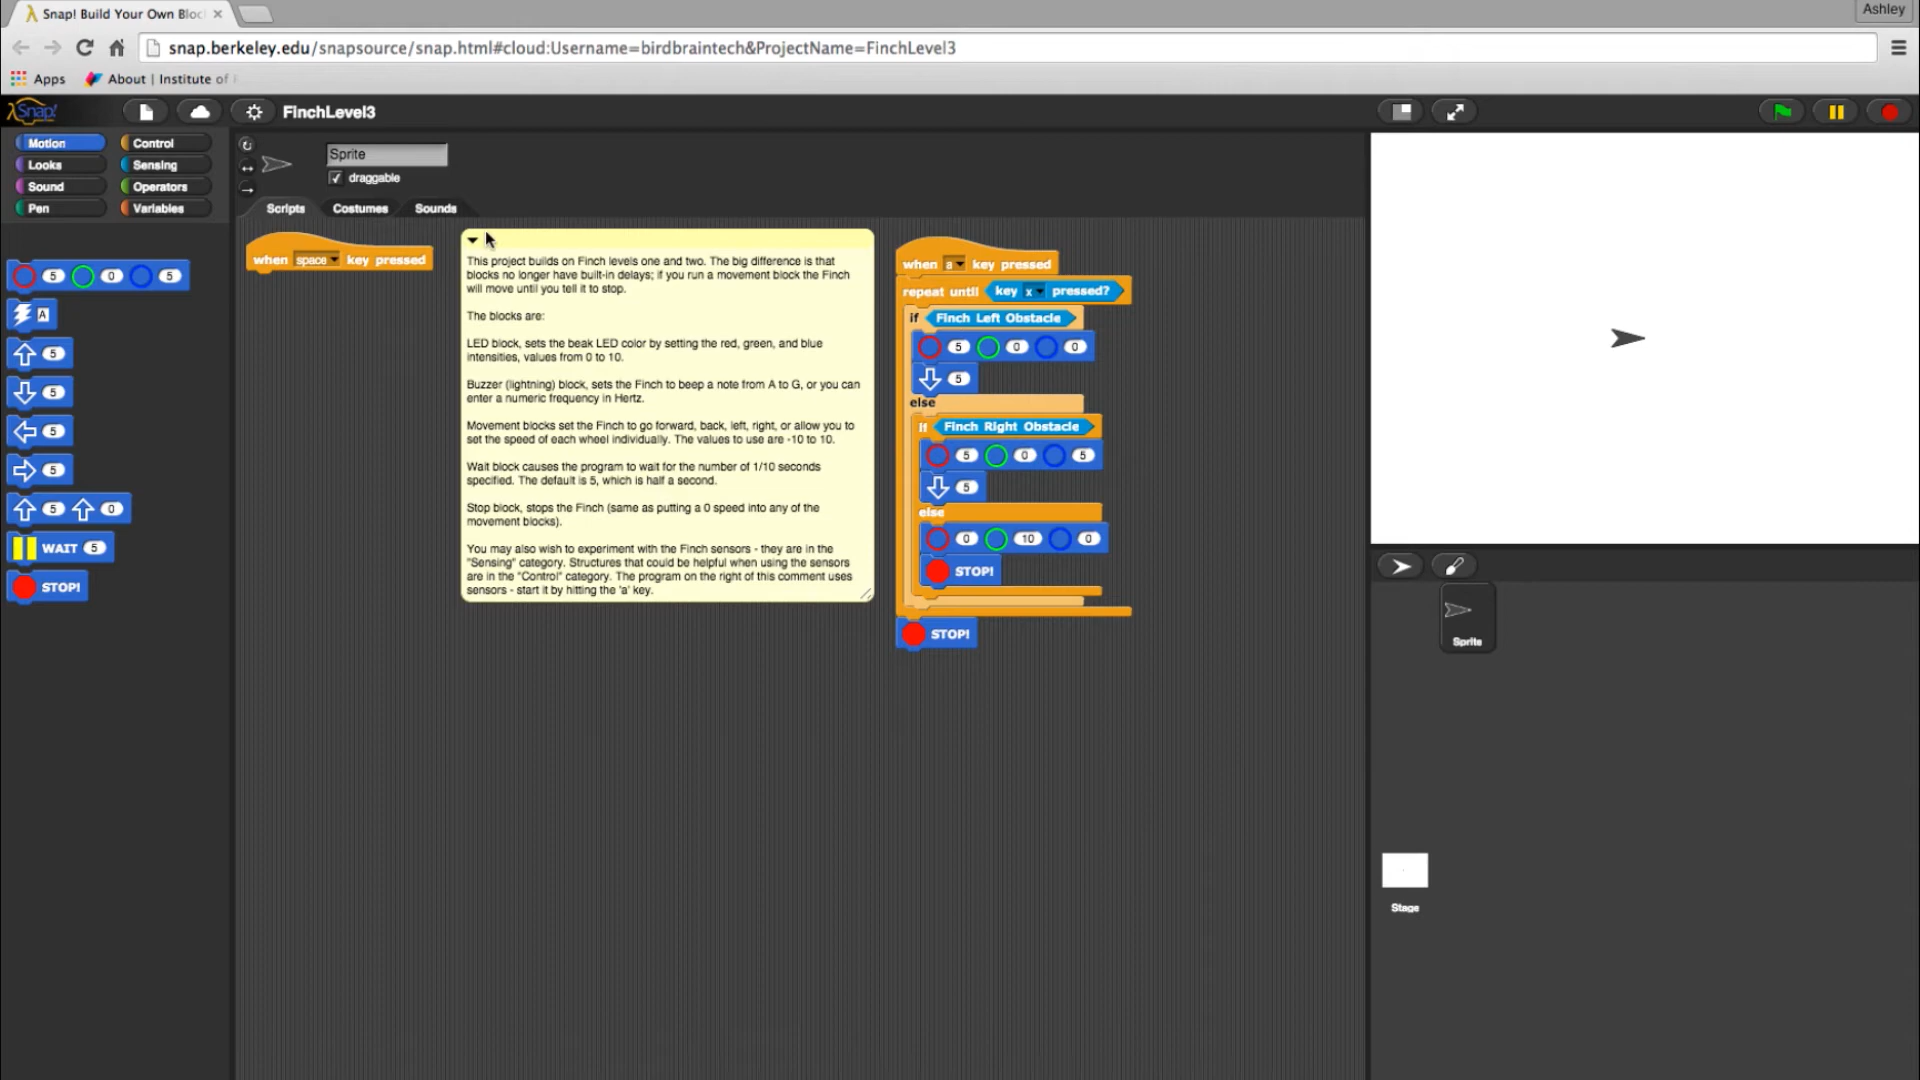 Snap! Build Your Own Bloc
Ashley
snap.berkeley.edu/snapsource/snap.html#cloud:Username=birdbraintech&ProjectName=FinchLevel3
Apps
About | Institute of
Snap!
FinchLevel3
Motion
Control
Looks
Sensing
Sound
Operators
Pen
Variables
Sprite
draggable
Scripts
Costumes
Sounds
5 0 5
A
5
5
5
5
5 0
WAIT 5
STOP!
when space key pressed
This project builds on Finch levels one and two. The big difference is that
blocks no longer have built-in delays; if you run a movement block the Finch
will move until you tell it to stop.
The blocks are:
LED block, sets the beak LED color by setting the red, green, and blue
intensities, values from 0 to 10.
Buzzer (lightning) block, sets the Finch to beep a note from A to G, or you can
enter a numeric frequency in Hertz.
Movement blocks set the Finch to go forward, back, left, right, or allow you to
set the speed of each wheel individually. The values to use are -10 to 10.
Wait block causes the program to wait for the number of 1/10 seconds
specified. The default is 5, which is half a second.
Stop block, stops the Finch (same as putting a 0 speed into any of the
movement blocks).
You may also wish to experiment with the Finch sensors - they are in the
"Sensing" category. Structures that could be helpful when using the sensors
are in the "Control" category. The program on the right of this comment uses
sensors - start it by hitting the 'a' key.
when a key pressed
repeat until key x pressed?
if Finch Left Obstacle
5 0 0
5
else
if Finch Right Obstacle
5 0 5
5
else
0 10 0
STOP!
STOP!
Sprite
Stage